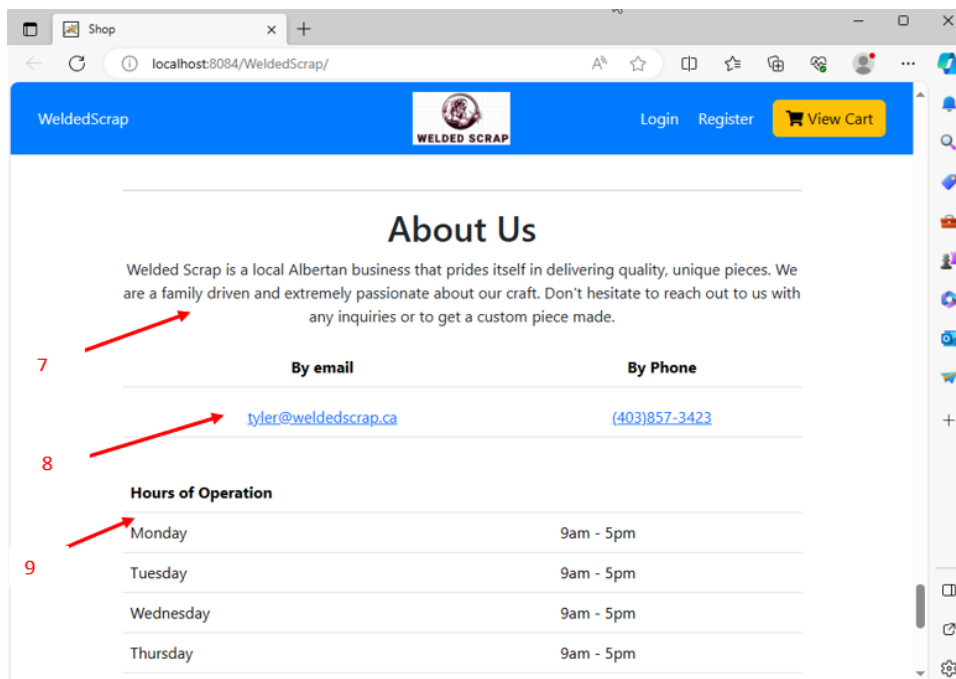 Shop
localhost:8084/WeldedScrap/
WeldedScrap
WELDED SCRAP
Login Register View Cart
About Us
Welded Scrap is a local Albertan business that prides itself in delivering quality, unique pieces. We
are a family driven and extremely passionate about our craft. Don't hesitate to reach out to us with
any inquiries or to get a custom piece made.
7
By email By Phone
tyler@weldedscrap.ca (403)857-3423
8
Hours of Operation
Monday 9am - 5pm
9
Tuesday 9am - 5pm
Wednesday 9am - 5pm
Thursday 9am - 5pm